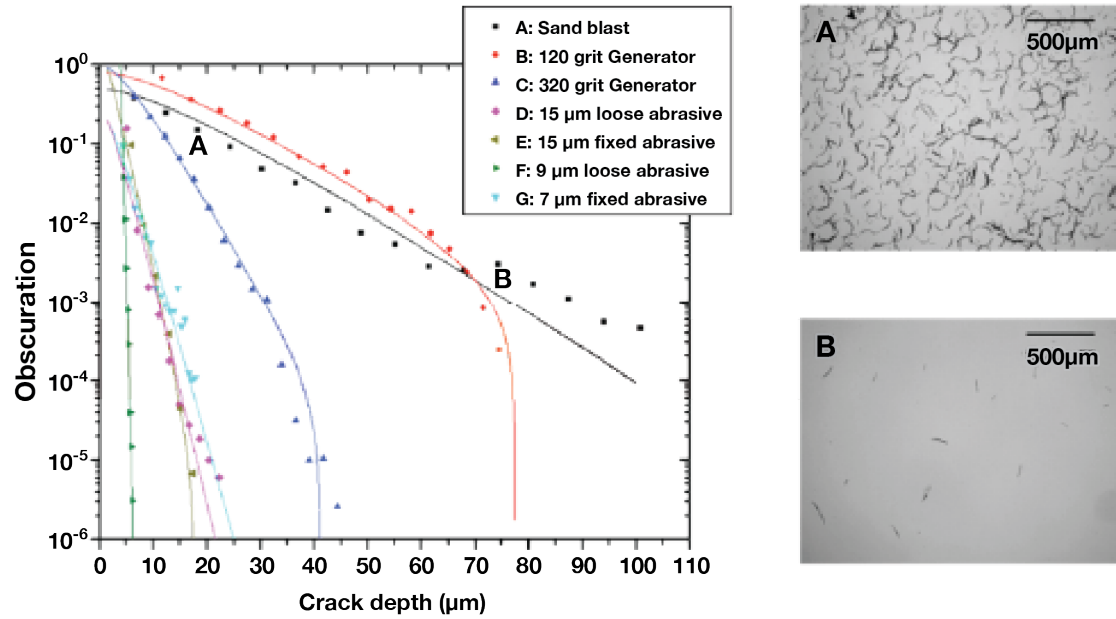 A: Sand blast
B: 120 grit Generator
C: 320 grit Generator
D: 15 µm loose abrasive
E: 15 µm fixed abrasive
F: 9 µm loose abrasive
G: 7 µm fixed abrasive
10⁰
10⁻¹
10⁻²
10⁻³
10⁻⁴
10⁻⁵
10⁻⁶
Obscuration
A
B
0 10 20 30 40 50 60 70 80 90 100 110
Crack depth (µm)
A
500µm
B
500µm